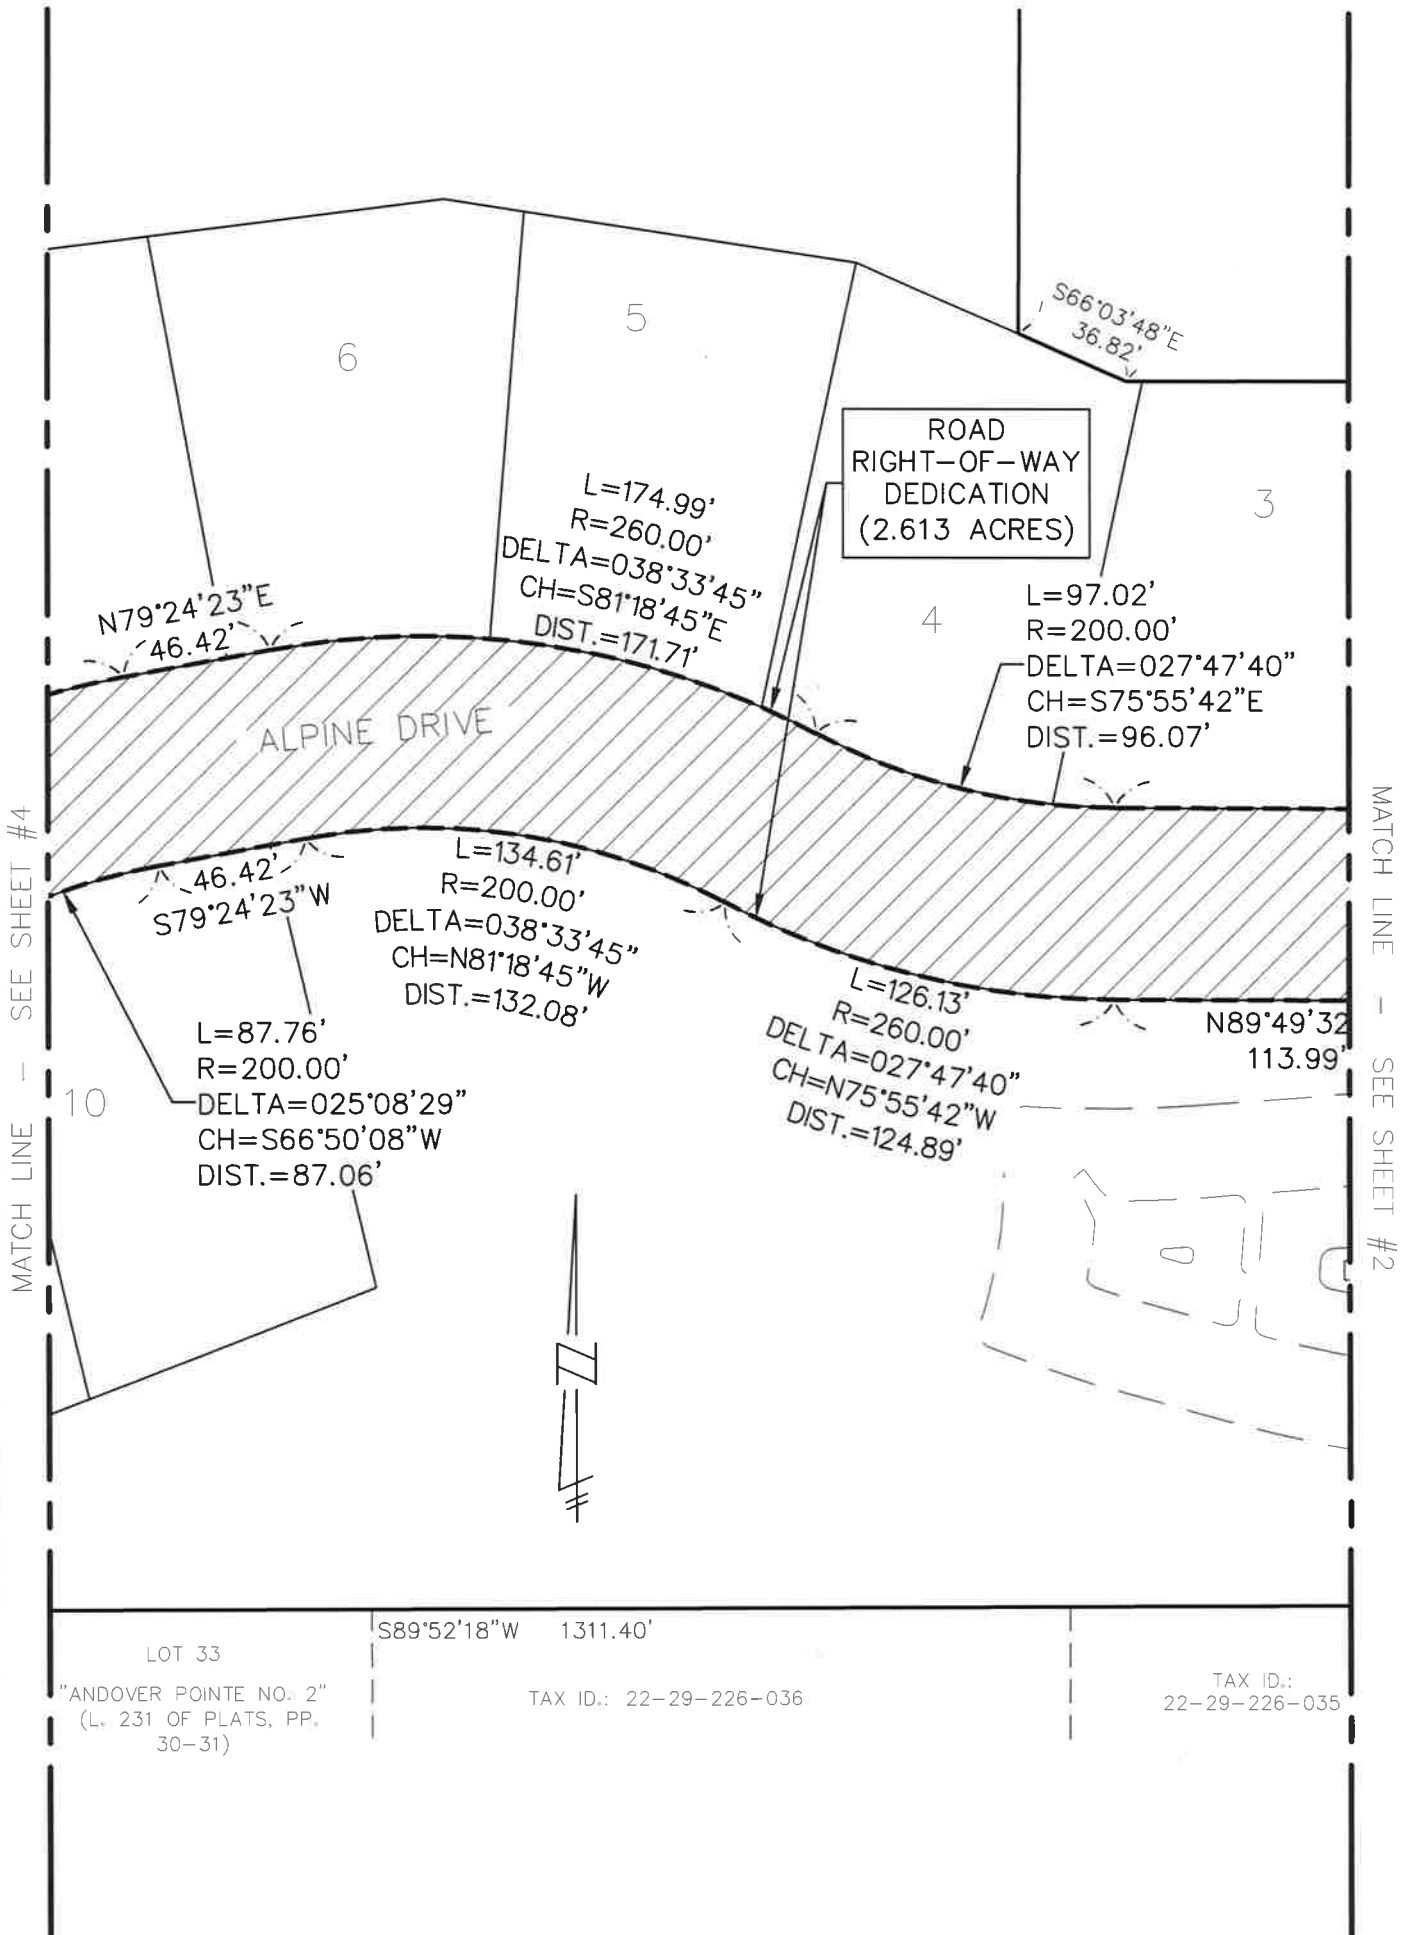 S66°03'48"E
36.82'
5
6
ROAD
RIGHT-OF-WAY
DEDICATION
(2.613 ACRES)
3
L=174.99'
R=260.00'
DELTA=038°33'45"
CH=S81°18'45"E
DIST.=171.71'
N79°24'23"E
46.42'
4
L=97.02'
R=200.00'
DELTA=027°47'40"
CH=S75°55'42"E
DIST.=96.07'
ALPINE DRIVE
MATCH LINE - SEE SHEET #4
MATCH LINE - SEE SHEET #2
46.42'
S79°24'23"W
L=134.61'
R=200.00'
DELTA=038°33'45"
CH=N81°18'45"W
DIST.=132.08'
L=126.13'
R=260.00'
DELTA=027°47'40"
CH=N75°55'42"W
DIST.=124.89'
N89°49'32
113.99'
10
L=87.76'
R=200.00'
DELTA=025°08'29"
CH=S66°50'08"W
DIST.=87.06'
N
S89°52'18"W 1311.40'
LOT 33
"ANDOVER POINTE NO. 2"
(L. 231 OF PLATS, PP.
30-31)
TAX ID.: 22-29-226-036
TAX ID.:
22-29-226-035